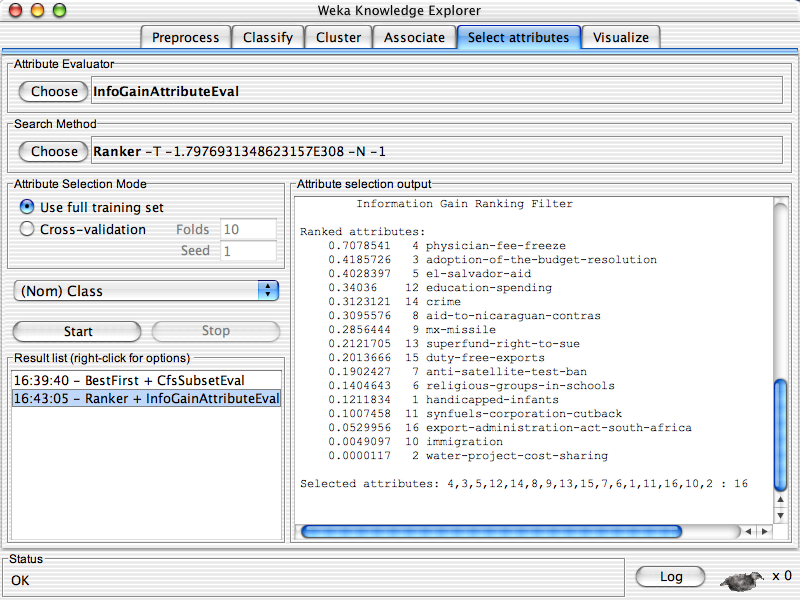 Weka Knowledge Explorer
Preprocess Classify Cluster Associate Select attributes Visualize
Attribute Evaluator
Choose InfoGainAttributeEval
Search Method
Choose Ranker -T -1.7976931348623157E308 -N -1
Attribute Selection Mode
Use full training set
Cross-validation Folds 10
Seed 1
(Nom) Class
Start Stop
Result list (right-click for options)
16:39:40 - BestFirst + CfsSubsetEval
16:43:05 - Ranker + InfoGainAttributeEval
Attribute selection output
Information Gain Ranking Filter
Ranked attributes:
0.7078541 4 physician-fee-freeze
0.4185726 3 adoption-of-the-budget-resolution
0.4028397 5 el-salvador-aid
0.34036 12 education-spending
0.3123121 14 crime
0.3095576 8 aid-to-nicaraguan-contras
0.2856444 9 mx-missile
0.2121705 13 superfund-right-to-sue
0.2013666 15 duty-free-exports
0.1902427 7 anti-satellite-test-ban
0.1404643 6 religious-groups-in-schools
0.1211834 1 handicapped-infants
0.1007458 11 synfuels-corporation-cutback
0.0529956 16 export-administration-act-south-africa
0.0049097 10 immigration
0.0000117 2 water-project-cost-sharing
Selected attributes: 4,3,5,12,14,8,9,13,15,7,6,1,11,16,10,2 : 16
Status
OK
Log x 0